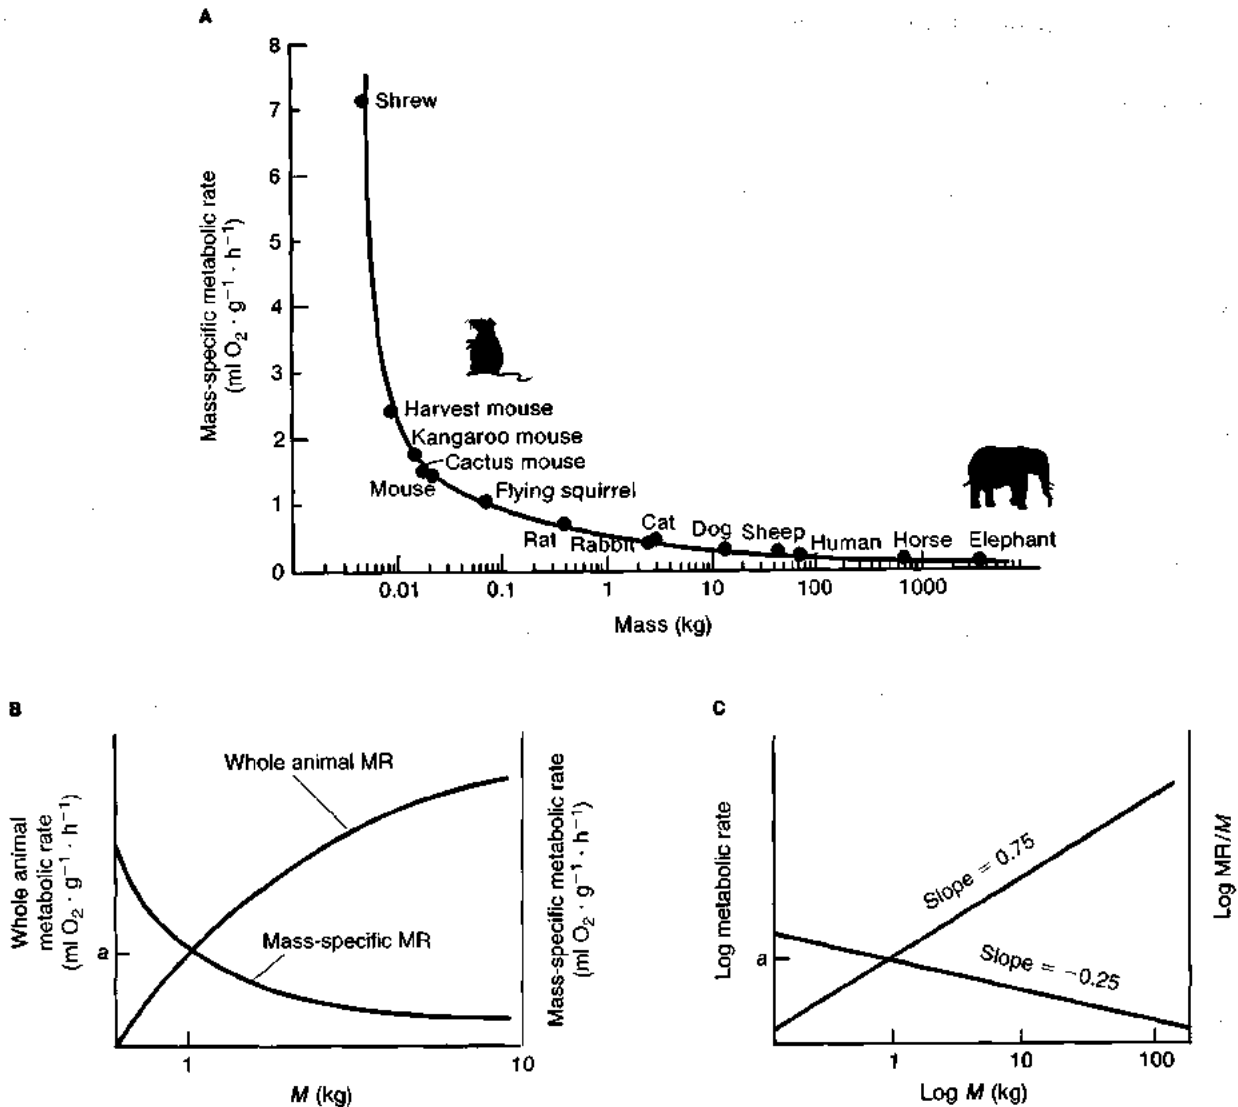 A
8
7
6
5
4
3
2
1
0
Mass-specific metabolic rate
(ml O₂ · g⁻¹ · h⁻¹)
Shrew
Harvest mouse
Kangaroo mouse
Cactus mouse
Mouse
Flying squirrel
Rat
Rabbit
Cat
Dog
Sheep
Human
Horse
Elephant
0.01
0.1
1
10
100
1000
Mass (kg)
B
Whole animal
metabolic rate
(ml O₂ · g⁻¹ · h⁻¹)
a
Whole animal MR
Mass-specific MR
Mass-specific metabolic rate
(ml O₂ · g⁻¹ · h⁻¹)
1
10
M (kg)
C
Log metabolic rate
a
Slope = 0.75
Slope = −0.25
Log MR/M
1
10
100
Log M (kg)